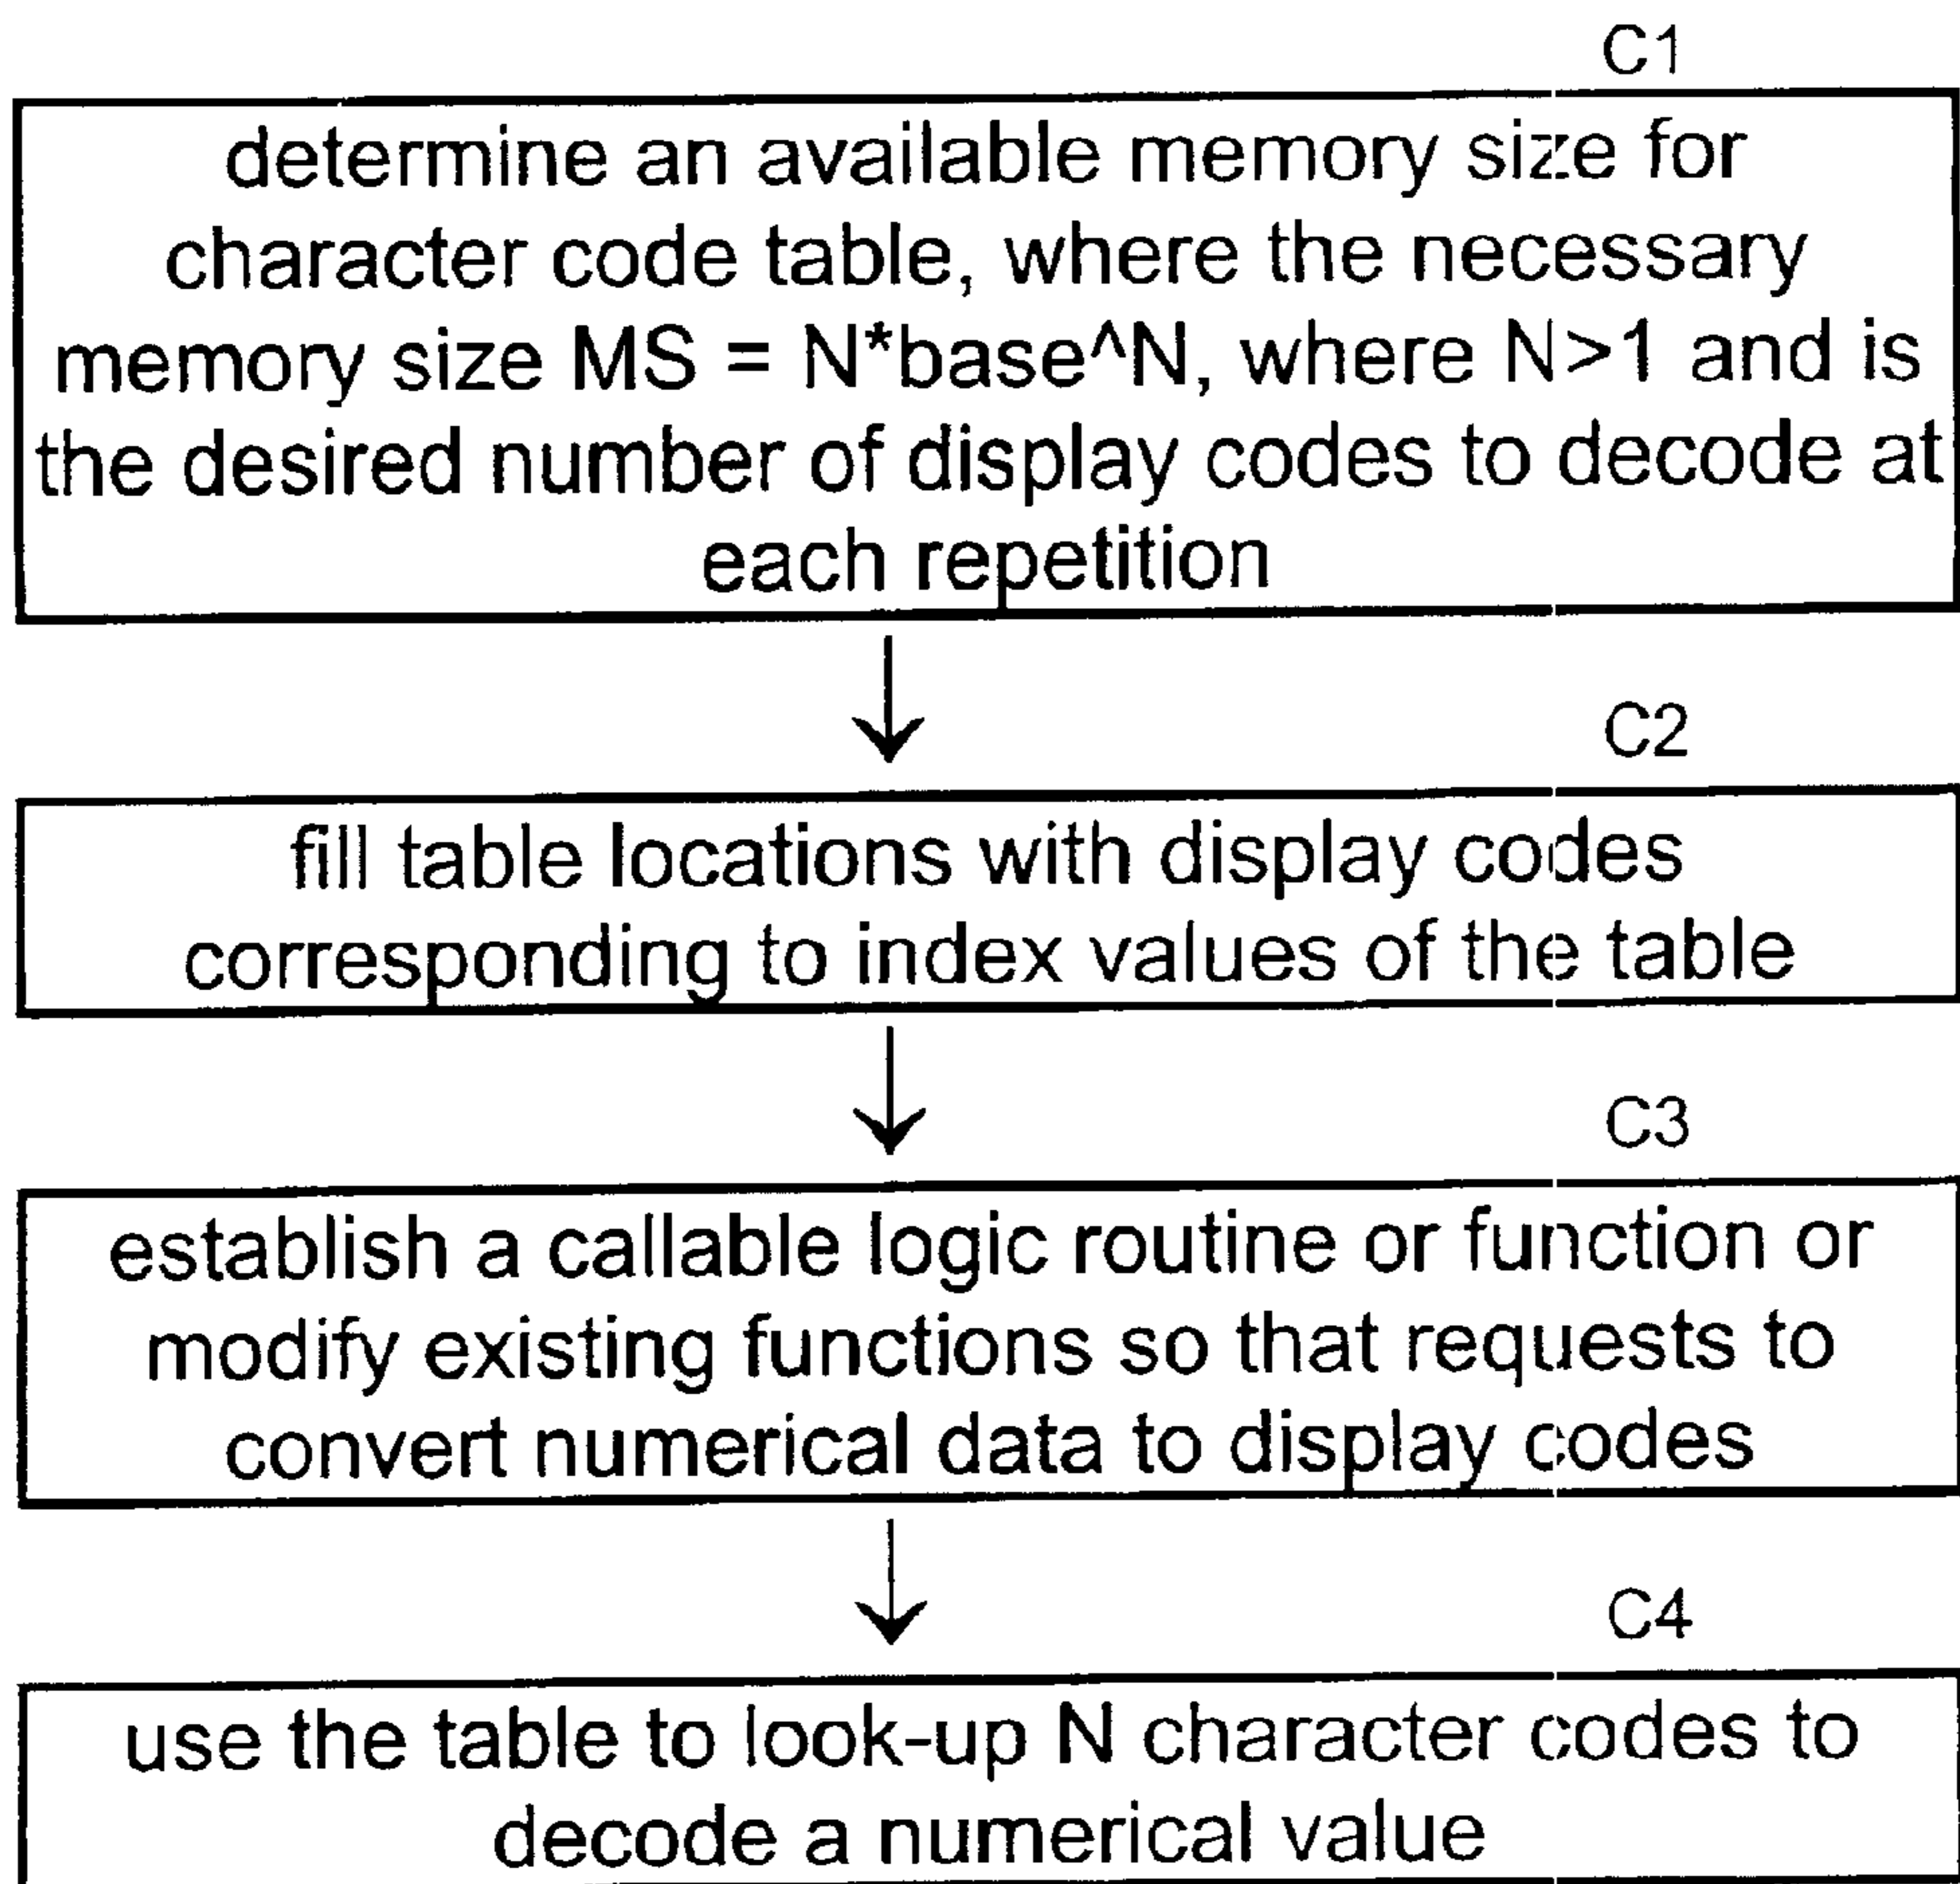 C1
determine an available memory size for
character code table, where the necessary
memory size MS = N*base^N, where N>1 and is
the desired number of display codes to decode at
each repetition
C2
fill table locations with display codes
corresponding to index values of the table
C3
establish a callable logic routine or function or
modify existing functions so that requests to
convert numerical data to display codes
C4
use the table to look-up N character codes to
decode a numerical value